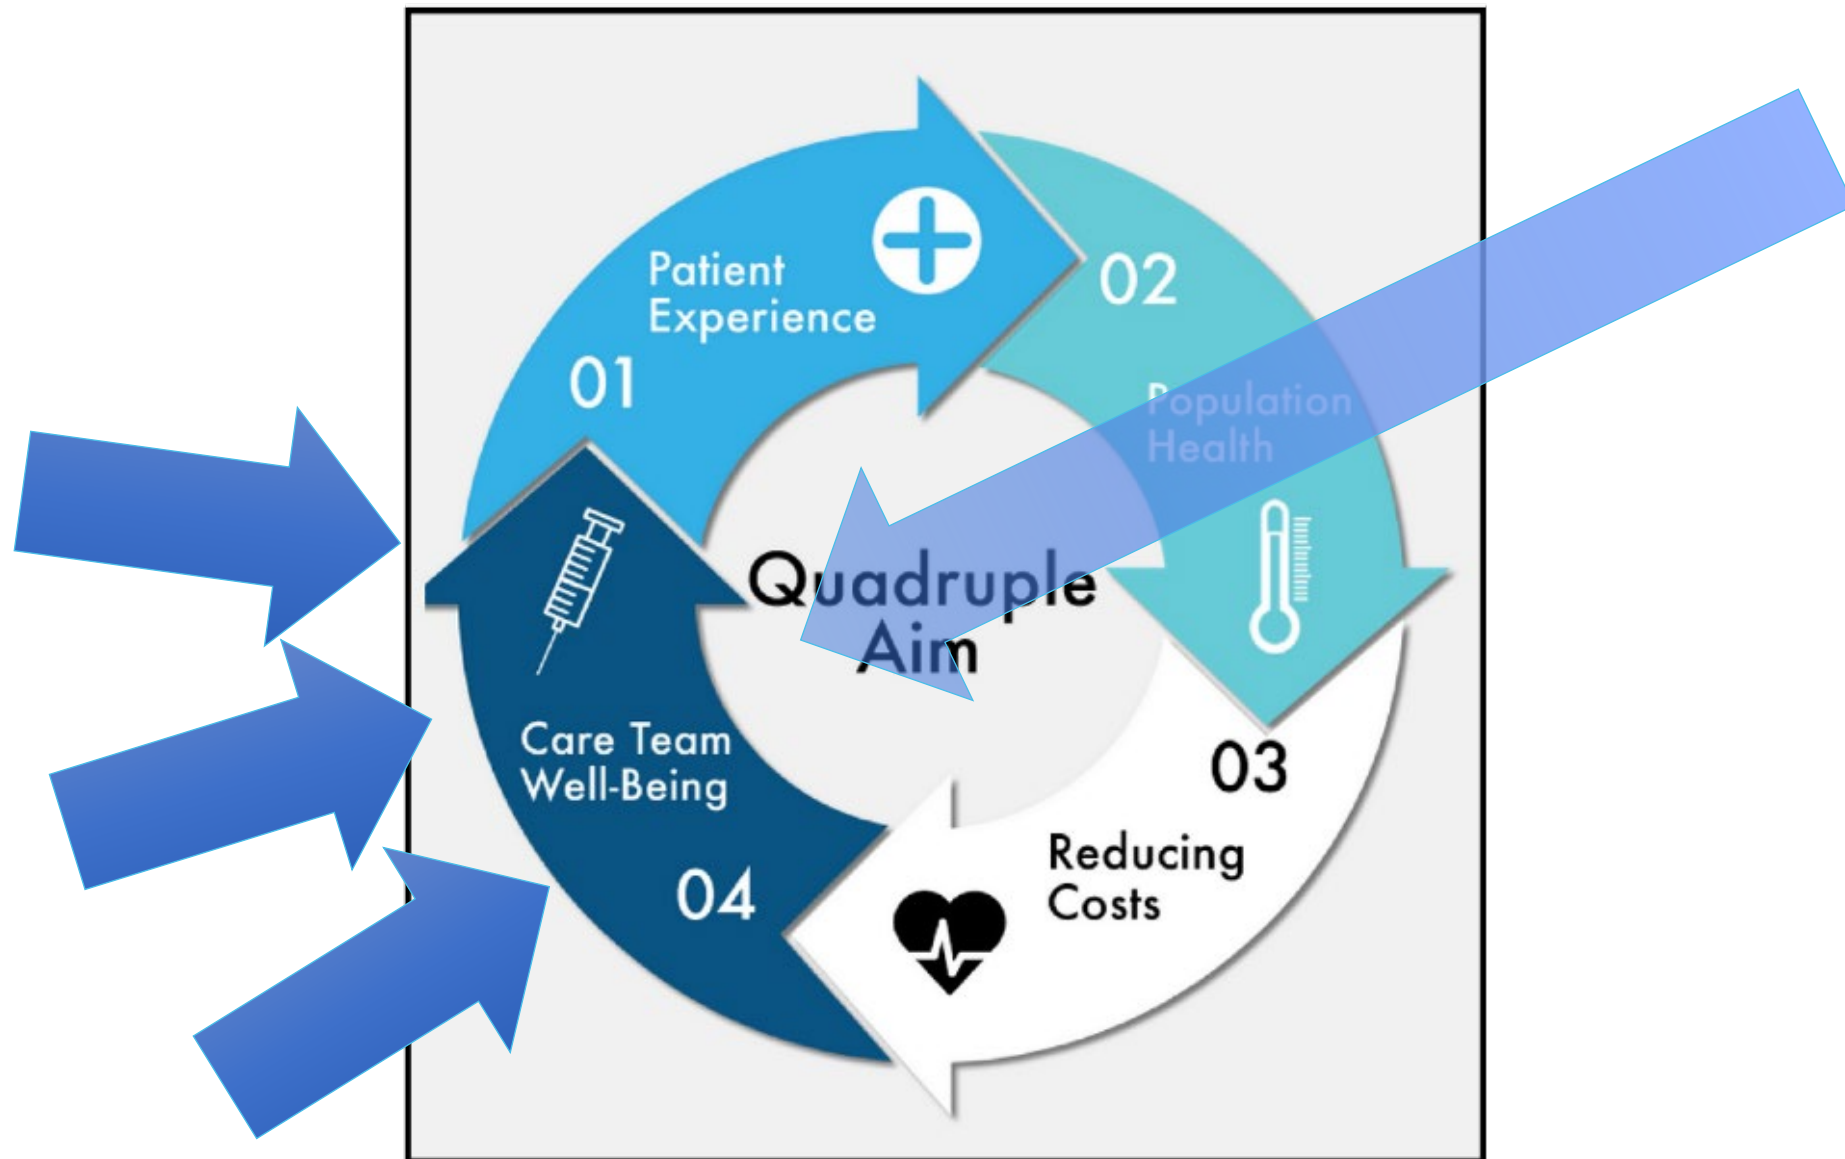 01
Patient
Experience
02
Population
Health
03
Reducing
Costs
04
Care Team
Well-Being
Quadruple
Aim